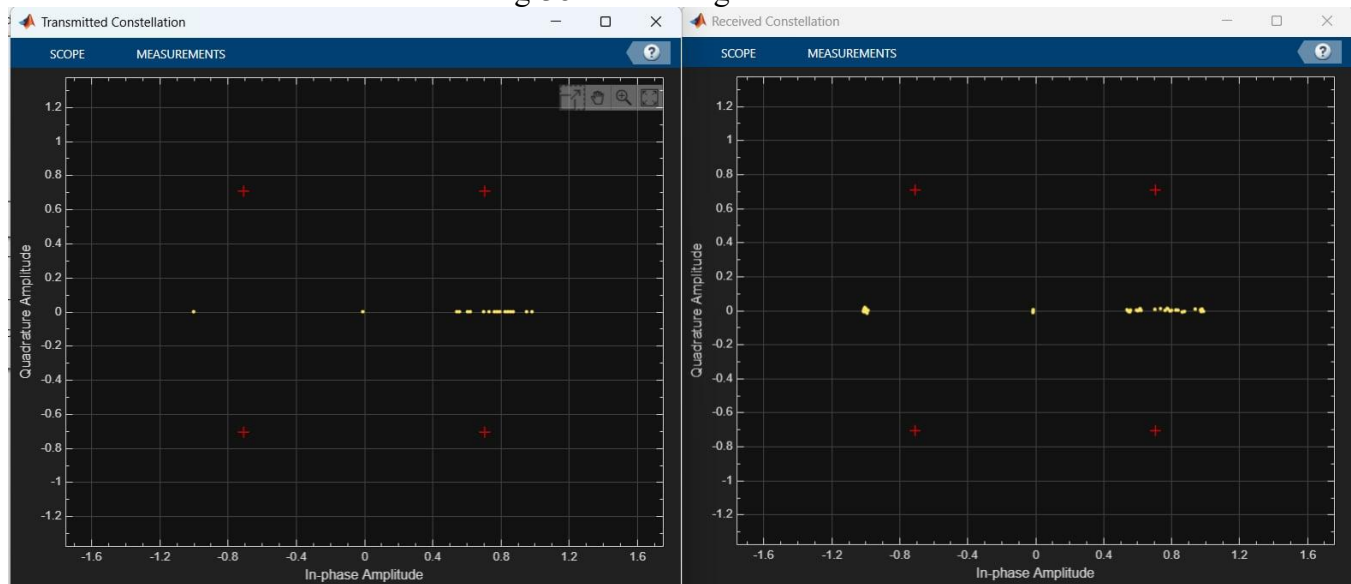 Transmitted Constellation
SCOPE MEASUREMENTS
?
1.2
1
0.8
0.6
0.4
0.2
0
-0.2
-0.4
-0.6
-0.8
-1
-1.2
Quadrature Amplitude
-1.6 -1.2 -0.8 -0.4 0 0.4 0.8 1.2 1.6
In-phase Amplitude
Received Constellation
SCOPE MEASUREMENTS
?
1.2
1
0.8
0.6
0.4
0.2
0
-0.2
-0.4
-0.6
-0.8
-1
-1.2
Quadrature Amplitude
-1.6 -1.2 -0.8 -0.4 0 0.4 0.8 1.2 1.6
In-phase Amplitude